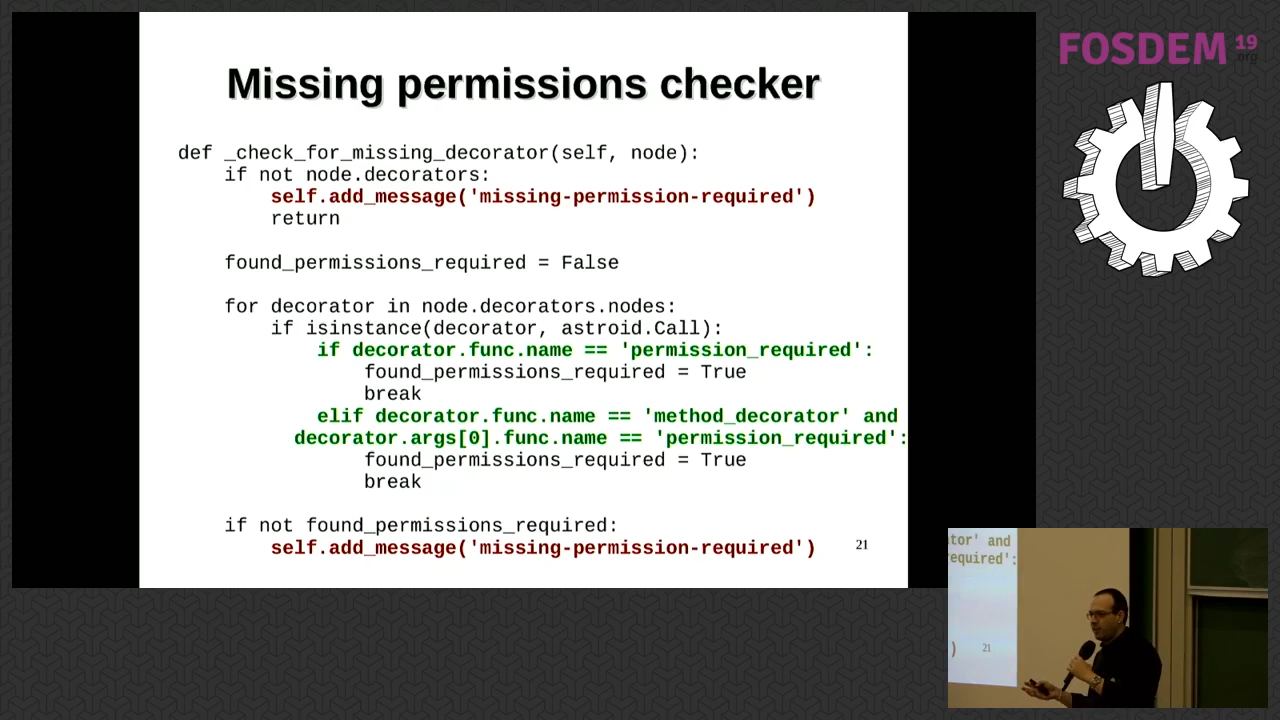 FOSDEM 19
.org
Missing permissions checker
def _check_for_missing_decorator(self, node):
    if not node.decorators:
        self.add_message('missing-permission-required')
        return
    found_permissions_required = False
    for decorator in node.decorators.nodes:
        if isinstance(decorator, astroid.Call):
            if decorator.func.name == 'permission_required':
                found_permissions_required = True
                break
            elif decorator.func.name == 'method_decorator' and
          decorator.args[0].func.name == 'permission_required':
                found_permissions_required = True
                break
    if not found_permissions_required:
        self.add_message('missing-permission-required')
21
tor' and
equired':
)
21